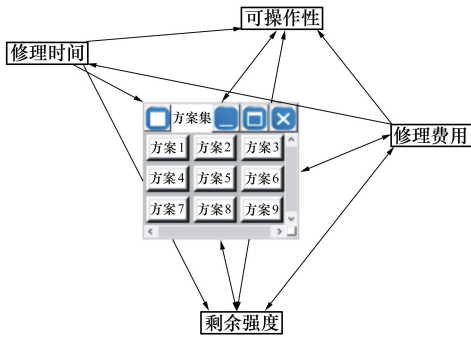 可操作性
修理时间
方案集
修理费用
方案1 方案2 方案3
方案4 方案5 方案6
方案7 方案8 方案9
剩余强度